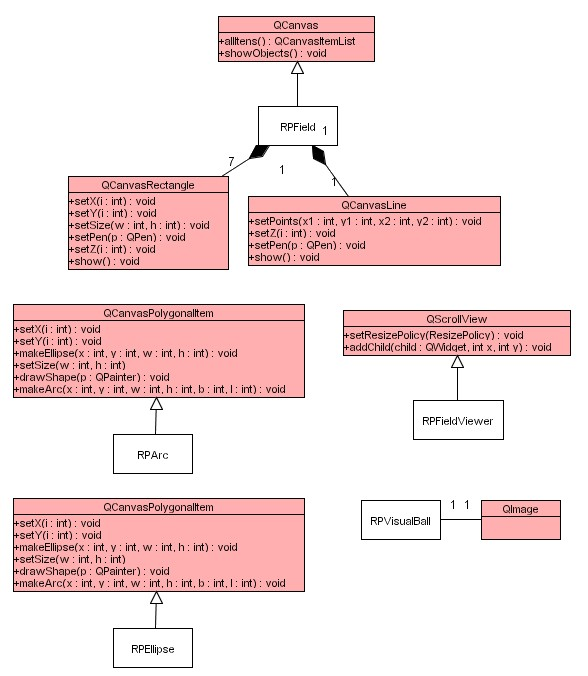 QCanvas
+allItens() : QCanvasItemList
+showObjects() : void
RPField
1
7
1
1
QCanvasRectangle
+setX(i : int) : void
+setY(i : int) : void
+setSize(w : int, h : int) : void
+setPen(p : QPen) : void
+setZ(i : int) : void
+show() : void
QCanvasLine
+setPoints(x1 : int, y1 : int, x2 : int, y2 : int) : void
+setZ(i : int) : void
+setPen(p : QPen) : void
+show() : void
QCanvasPolygonalItem
+setX(i : int) : void
+setY(i : int) : void
+makeEllipse(x : int, y : int, w : int, h : int) : void
+setSize(w : int, h : int)
+drawShape(p : QPainter) : void
+makeArc(x : int, y : int, w : int, h : int, b : int, l : int) : void
RPArc
QScrollView
+setResizePolicy(ResizePolicy) : void
+addChild(child : QWidget, int x, int y) : void
RPFieldViewer
QCanvasPolygonalItem
+setX(i : int) : void
+setY(i : int) : void
+makeEllipse(x : int, y : int, w : int, h : int) : void
+setSize(w : int, h : int)
+drawShape(p : QPainter) : void
+makeArc(x : int, y : int, w : int, h : int, b : int, l : int) : void
RPEllipse
RPVisualBall
1 1
QImage